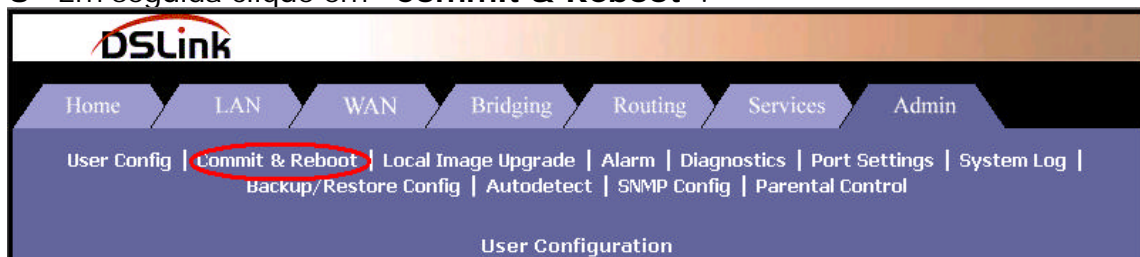 Em seguida clique em "Commit & Reboot".
DSLink
Home LAN WAN Bridging Routing Services Admin
User Config | Commit & Reboot | Local Image Upgrade | Alarm | Diagnostics | Port Settings | System Log |
Backup/Restore Config | Autodetect | SNMP Config | Parental Control
User Configuration